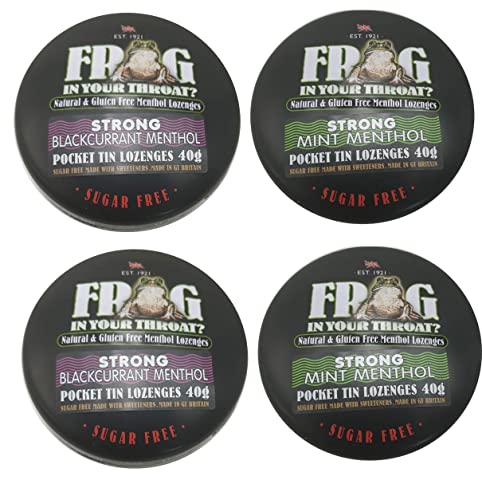 EST. 1921
FROG
IN YOUR THROAT?
Natural & Gluten Free Menthol Lozenges
STRONG
BLACKCURRANT MENTHOL
POCKET TIN LOZENGES 40g
SUGAR FREE MADE WITH SWEETENERS. MADE IN GT BRITAIN
· SUGAR FREE ·
EST. 1921
FROG
IN YOUR THROAT?
Natural & Gluten Free Menthol Lozenges
STRONG
MINT MENTHOL
POCKET TIN LOZENGES 40g
SUGAR FREE MADE WITH SWEETENERS. MADE IN GT BRITAIN
· SUGAR FREE ·
EST. 1921
FROG
IN YOUR THROAT?
Natural & Gluten Free Menthol Lozenges
STRONG
BLACKCURRANT MENTHOL
POCKET TIN LOZENGES 40g
SUGAR FREE MADE WITH SWEETENERS. MADE IN GT BRITAIN
· SUGAR FREE ·
EST. 1921
FROG
IN YOUR THROAT?
Natural & Gluten Free Menthol Lozenges
STRONG
MINT MENTHOL
POCKET TIN LOZENGES 40g
SUGAR FREE MADE WITH SWEETENERS. MADE IN GT BRITAIN
· SUGAR FREE ·